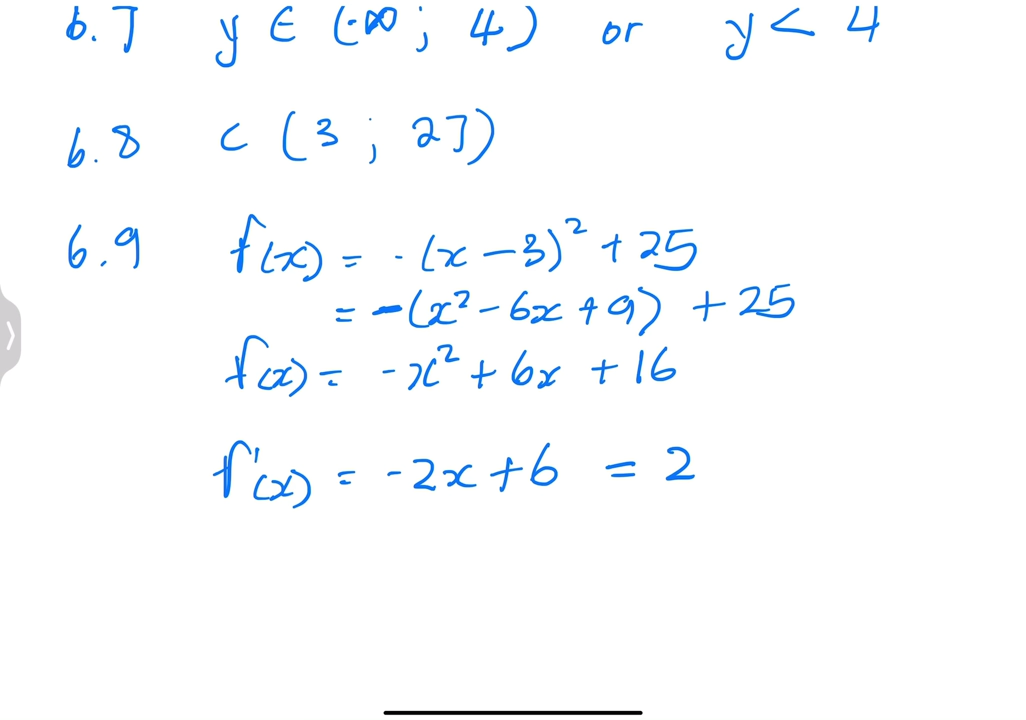 6.7 y ∈ (-∞ ; 4) or y < 4
6.8 C (3 ; 27)
6.9 f(x) = -(x - 3)² + 25
= -(x² - 6x + 9) + 25
f(x) = -x² + 6x + 16
f'(x) = -2x + 6 = 2